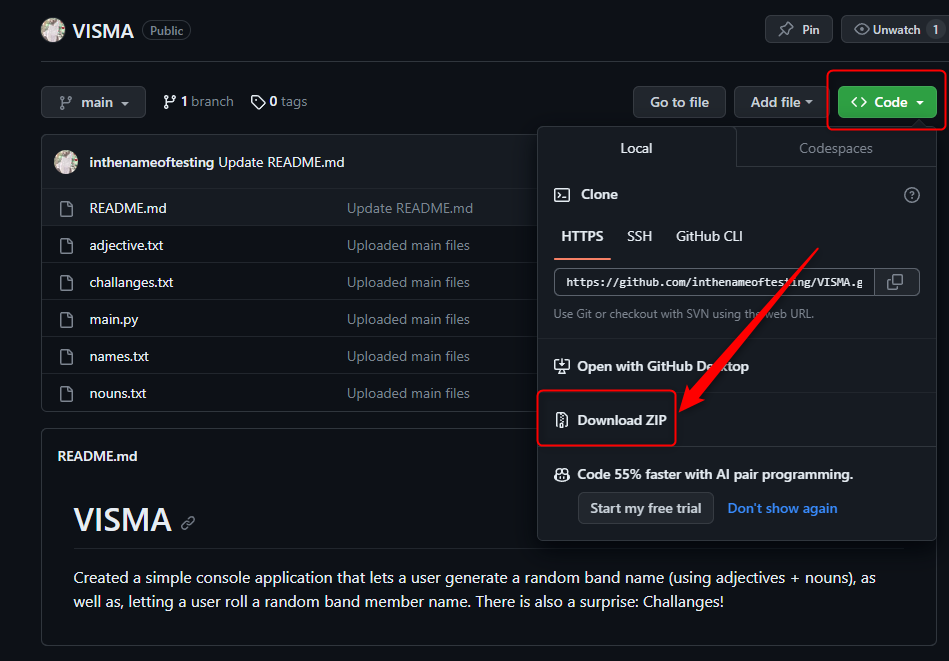 VISMA Public Pin Unwatch 1
main 1 branch 0 tags Go to file Add file <> Code
inthenameoftesting Update README.md
README.md Update README.md
adjective.txt Uploaded main files
challanges.txt Uploaded main files
main.py Uploaded main files
names.txt Uploaded main files
nouns.txt Uploaded main files
Local Codespaces
Clone
HTTPS SSH GitHub CLI
https://github.com/inthenameoftesting/VISMA.g
Use Git or checkout with SVN using the web URL.
Open with GitHub Desktop
Download ZIP
Code 55% faster with AI pair programming.
Start my free trial Don't show again
README.md
VISMA
Created a simple console application that lets a user generate a random band name (using adjectives + nouns), as
well as, letting a user roll a random band member name. There is also a surprise: Challanges!